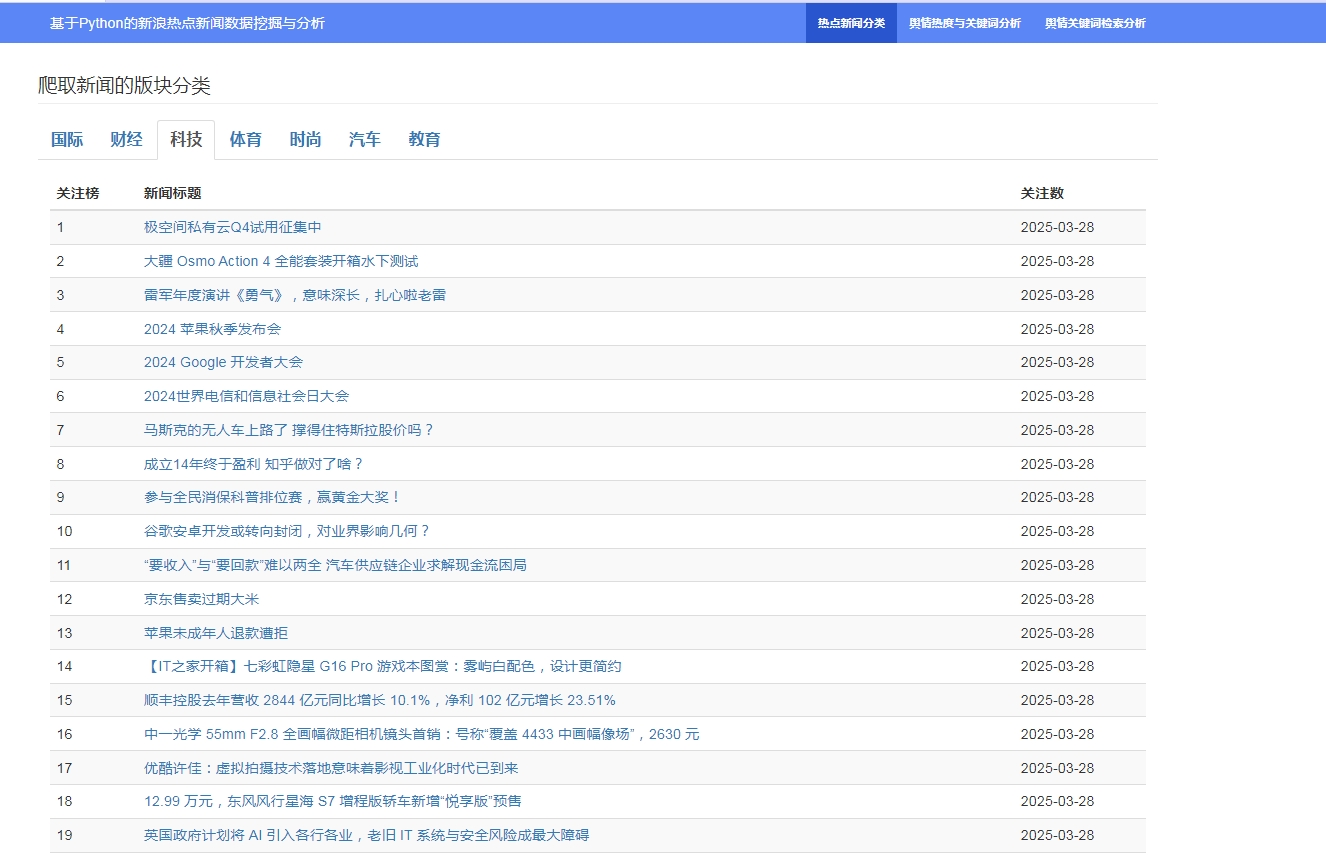 基于Python的新浪热点新闻数据挖掘与分析 热点新闻分类 舆情热度与关键词分析 舆情关键词检索分析
爬取新闻的版块分类
国际 财经 科技 体育 时尚 汽车 教育
关注榜 新闻标题 关注数
1 极空间私有云Q4试用征集中 2025-03-28
2 大疆 Osmo Action 4 全能套装开箱水下测试 2025-03-28
3 雷军年度演讲《勇气》，意味深长，扎心啦老雷 2025-03-28
4 2024 苹果秋季发布会 2025-03-28
5 2024 Google 开发者大会 2025-03-28
6 2024世界电信和信息社会日大会 2025-03-28
7 马斯克的无人车上路了 撑得住特斯拉股价吗？ 2025-03-28
8 成立14年终于盈利 知乎做对了啥？ 2025-03-28
9 参与全民消保科普排位赛，赢黄金大奖！ 2025-03-28
10 谷歌安卓开发或转向封闭，对业界影响几何？ 2025-03-28
11 “要收入”与“要回款”难以两全 汽车供应链企业求解现金流困局 2025-03-28
12 京东售卖过期大米 2025-03-28
13 苹果未成年人退款遭拒 2025-03-28
14 【IT之家开箱】七彩虹隐星 G16 Pro 游戏本图赏：雾屿白配色，设计更简约 2025-03-28
15 顺丰控股去年营收 2844 亿元同比增长 10.1%，净利 102 亿元增长 23.51% 2025-03-28
16 中一光学 55mm F2.8 全画幅微距相机镜头首销：号称“覆盖 4433 中画幅像场”，2630 元 2025-03-28
17 优酷许佳：虚拟拍摄技术落地意味着影视工业化时代已到来 2025-03-28
18 12.99 万元，东风风行星海 S7 增程版轿车新增“悦享版”预售 2025-03-28
19 英国政府计划将 AI 引入各行各业，老旧 IT 系统与安全风险成最大障碍 2025-03-28